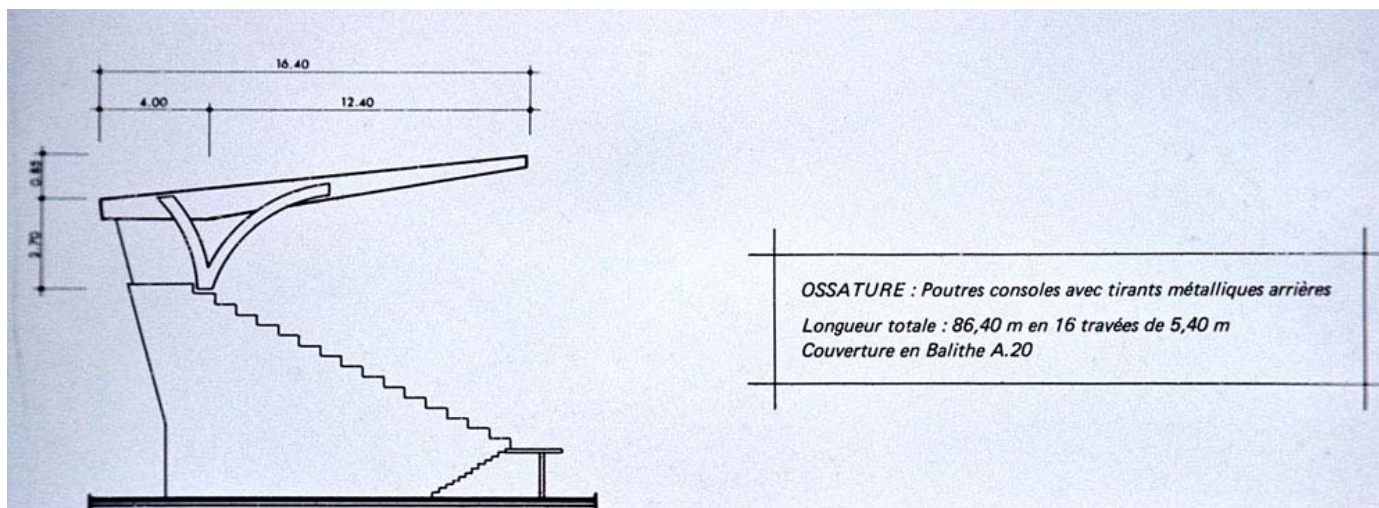 16.40
4.00 12.40
0.85
2.70
OSSATURE : Poutres consoles avec tirants métalliques arrières
Longueur totale : 86,40 m en 16 travées de 5,40 m
Couverture en Balithe A.20